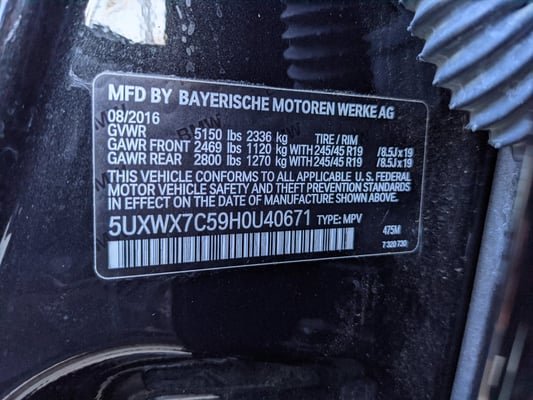 MFD BY BAYERISCHE MOTOREN WERKE AG
08/2016
GVWR 5150 lbs 2336 kg TIRE / RIM
GAWR FRONT 2469 lbs 1120 kg WITH 245/45 R19 /8.5J x 19
GAWR REAR 2800 lbs 1270 kg WITH 245/45 R19 /8.5J x 19
THIS VEHICLE CONFORMS TO ALL APPLICABLE U. S. FEDERAL
MOTOR VEHICLE SAFETY AND THEFT PREVENTION STANDARDS
IN EFFECT ON THE DATE OF MANUFACTURE SHOWN ABOVE.
5UXWX7C59H0U40671 TYPE: MPV 475M
7 320 730